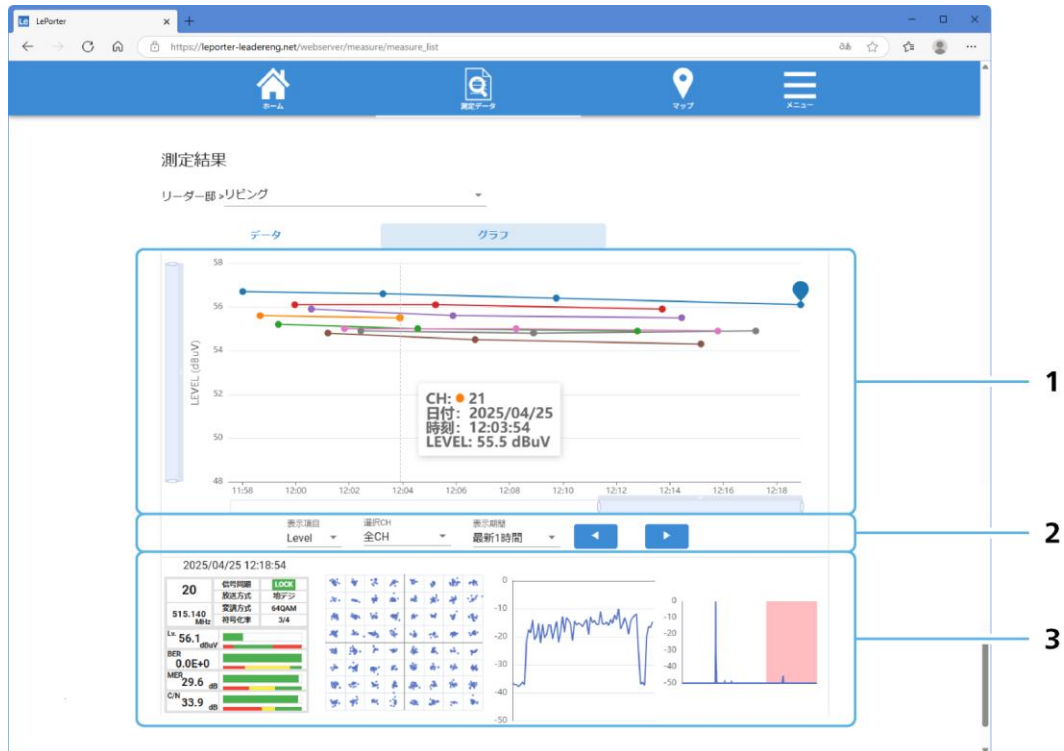 LePorter
https://leporter-leadereng.net/webserver/measure/measure_list
ホーム
測定データ
マップ
メニュー
測定結果
リーダー邸 > リビング
データ
グラフ
58
56
54
52
50
48
LEVEL (dBuV)
CH: 21
日付: 2025/04/25
時刻: 12:03:54
LEVEL: 55.5 dBuV
11:58 12:00 12:02 12:04 12:06 12:08 12:10 12:12 12:14 12:16 12:18
1
表示項目 選択CH 表示期間
Level 全CH 最新1時間
2
2025/04/25 12:18:54
20
信号同期 LOCK
放送方式 地デジ
515.140 MHz
変調方式 64QAM
符号化率 3/4
Lv. 56.1 dBuV
BER 0.0E+0
MER 29.6 dB
C/N 33.9 dB
0
-10
-20
-30
-40
-50
0
-10
-20
-30
-40
-50
3